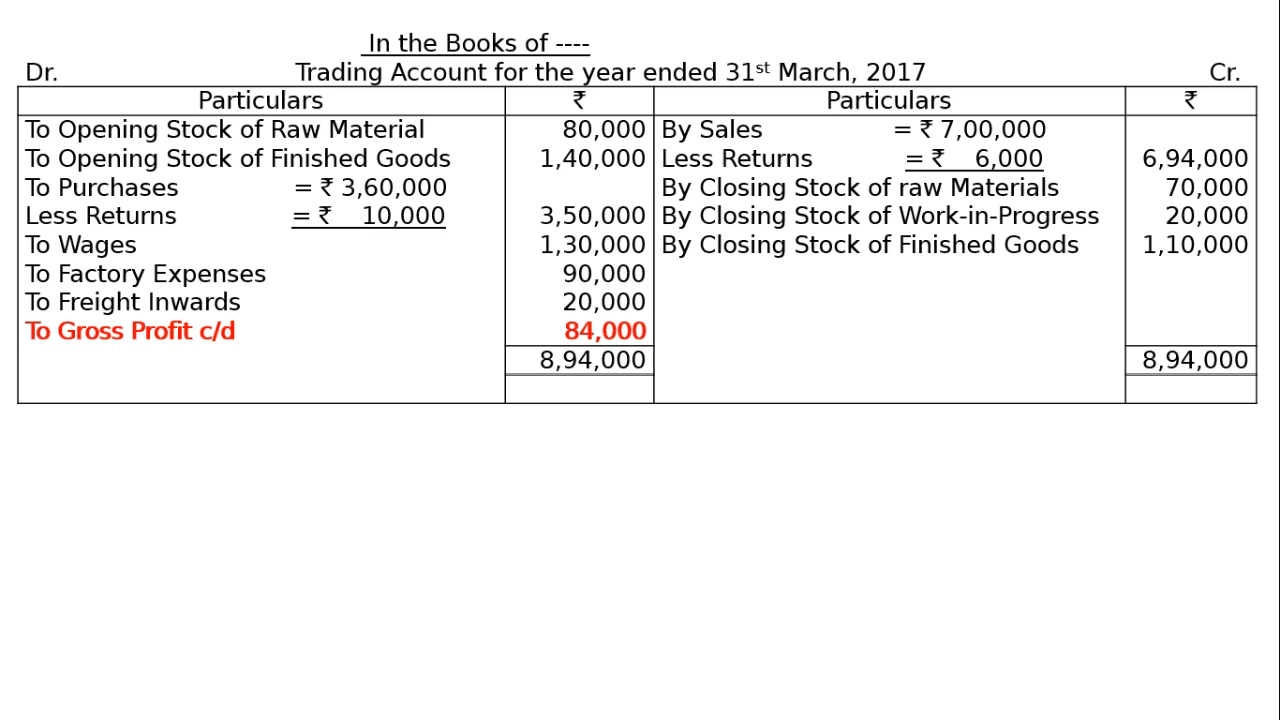 In the Books of ----
Dr. Trading Account for the year ended 31st March, 2017 Cr.
Particulars ₹ Particulars ₹
To Opening Stock of Raw Material 80,000 By Sales = ₹ 7,00,000
To Opening Stock of Finished Goods 1,40,000 Less Returns = ₹ 6,000 6,94,000
To Purchases = ₹ 3,60,000 By Closing Stock of raw Materials 70,000
Less Returns = ₹ 10,000 3,50,000 By Closing Stock of Work-in-Progress 20,000
To Wages 1,30,000 By Closing Stock of Finished Goods 1,10,000
To Factory Expenses 90,000
To Freight Inwards 20,000
To Gross Profit c/d 84,000
8,94,000 8,94,000